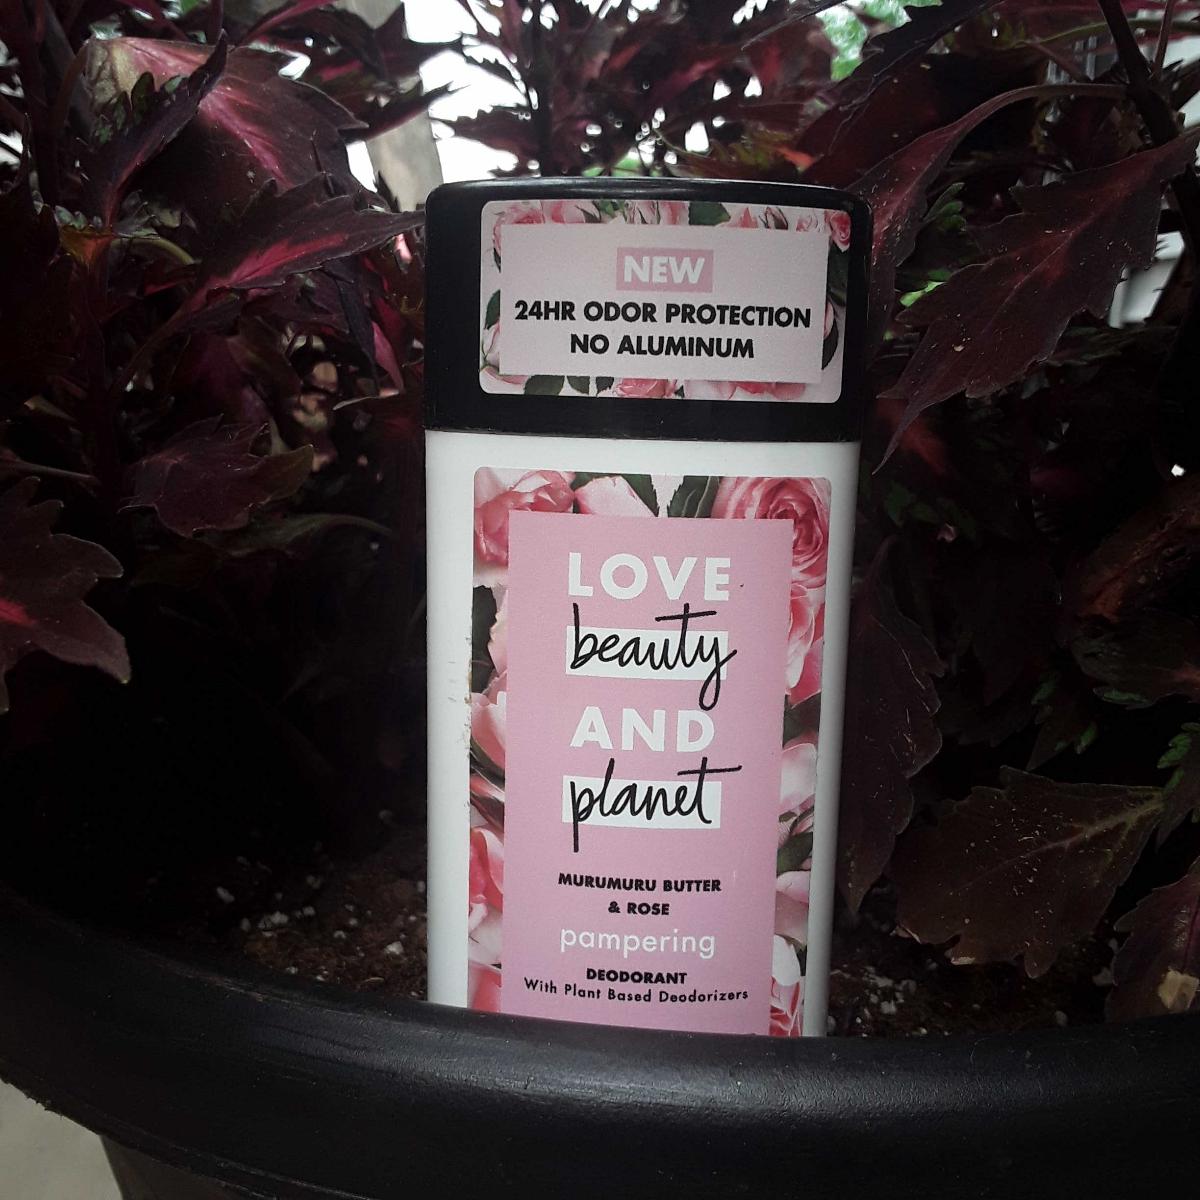 NEW
24HR ODOR PROTECTION
NO ALUMINUM
LOVE
beauty
AND
planet
MURUMURU BUTTER
& ROSE
pampering
DEODORANT
With Plant Based Deodorizers